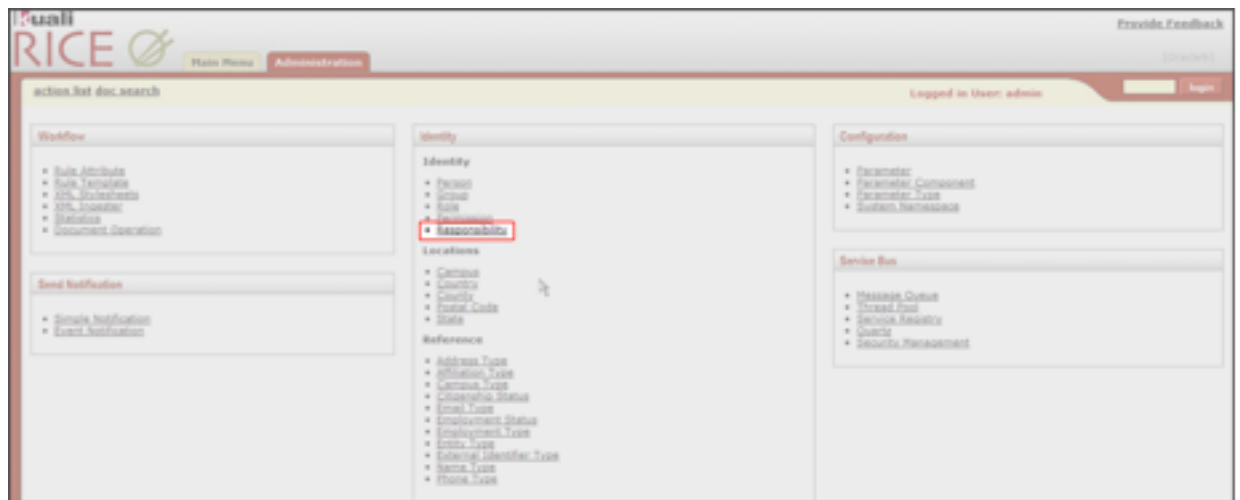 kuali
RICE
Provide Feedback
Main Menu
Administration
action list doc search
Logged in User: admin
login
Workflow
Rule Attribute
Rule Template
XML Stylesheets
XML Ingester
Statistics
Document Operation
Send Notification
Simple Notification
Event Notification
Identity
Identity
Person
Group
Role
Permission
Responsibility
Locations
Campus
Country
County
Postal Code
State
Reference
Address Type
Affiliation Type
Campus Type
Citizenship Status
Email Type
Employment Status
Employment Type
Entity Type
External Identifier Type
Name Type
Phone Type
Configuration
Parameter
Parameter Component
Parameter Type
System Namespace
Service Bus
Message Queue
Thread Pool
Service Registry
Quartz
Security Management